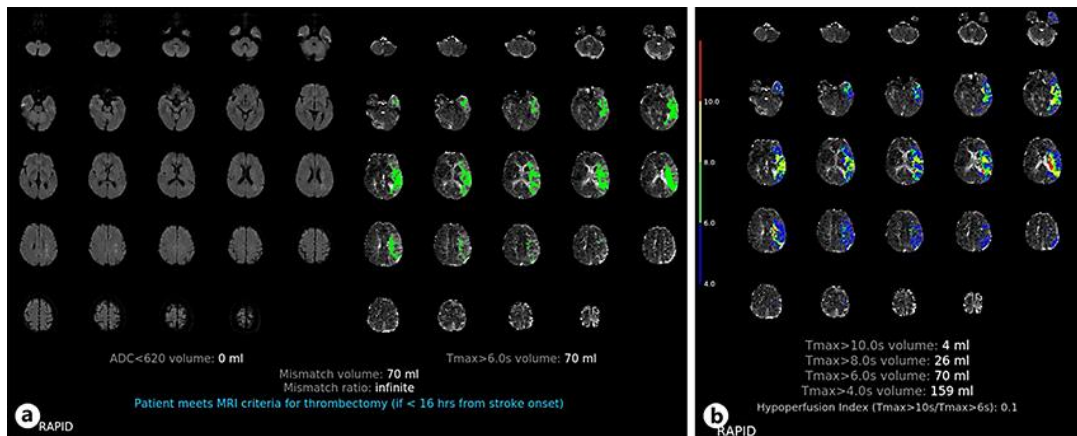 ADC<620 volume: 0 ml
Tmax>6.0s volume: 70 ml
Mismatch volume: 70 ml
Mismatch ratio: infinite
Patient meets MRI criteria for thrombectomy (if < 16 hrs from stroke onset)
a
RAPID
10.0
8.0
6.0
4.0
Tmax>10.0s volume: 4 ml
Tmax>8.0s volume: 26 ml
Tmax>6.0s volume: 70 ml
Tmax>4.0s volume: 159 ml
Hypoperfusion Index (Tmax>10s/Tmax>6s): 0.1
b
RAPID